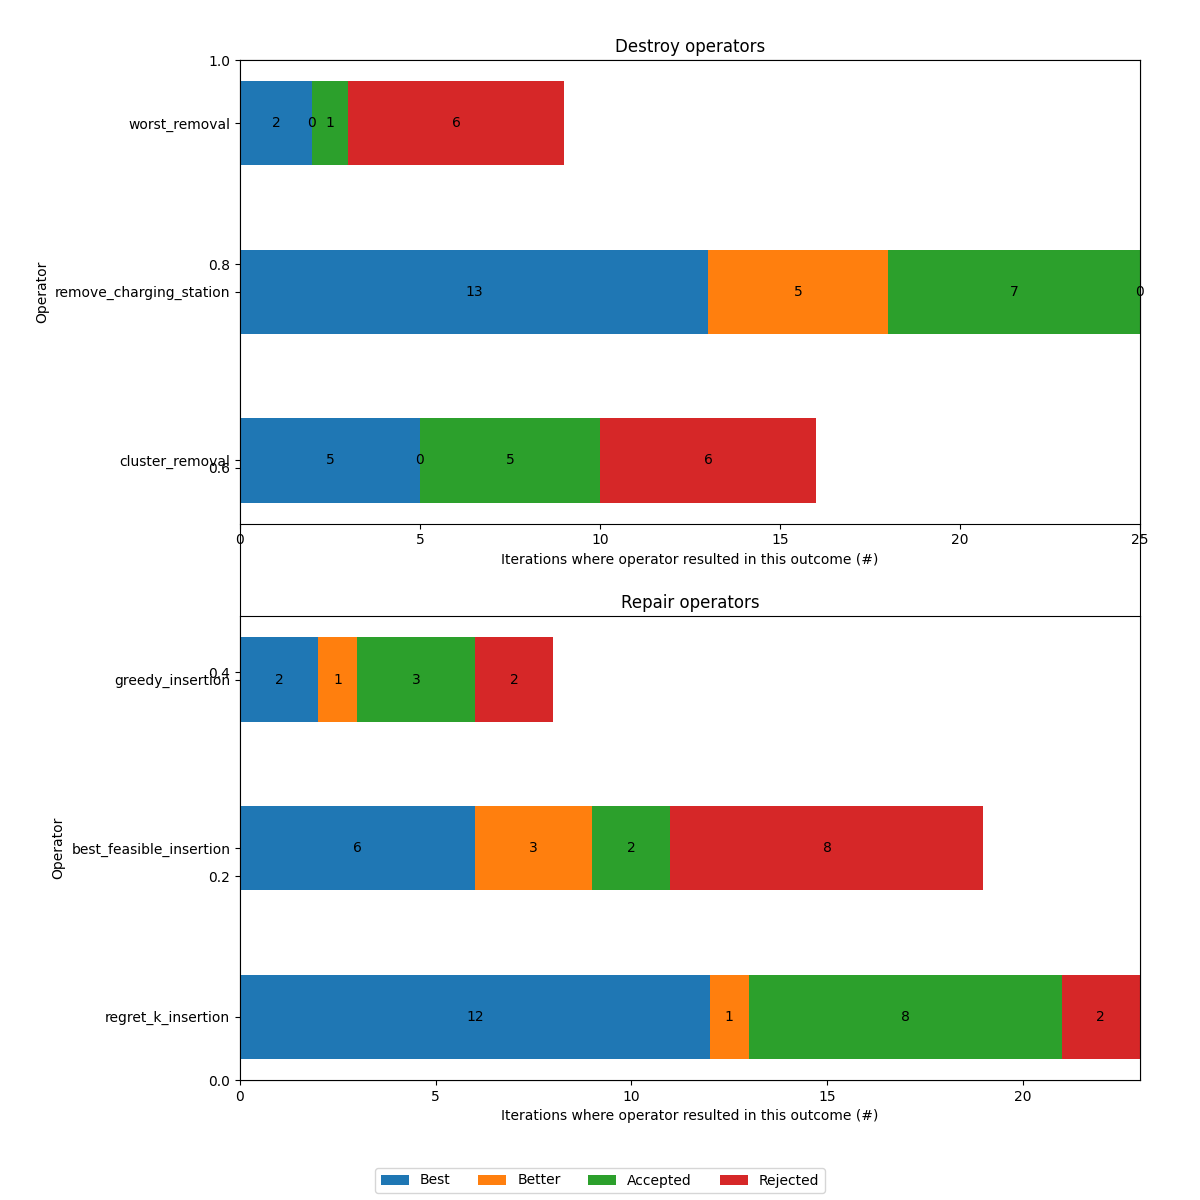 Destroy operators
1.0
worst_removal 2 0 1 6
0.8
remove_charging_station 13 5 7 0
Operator
cluster_removal 5 0 5 6
0.6
0 5 10 15 20 25
Iterations where operator resulted in this outcome (#)
Repair operators
0.4
greedy_insertion 2 1 3 2
best_feasible_insertion 6 3 2 8
Operator
0.2
regret_k_insertion 12 1 8 2
0.0
0 5 10 15 20
Iterations where operator resulted in this outcome (#)
Best Better Accepted Rejected